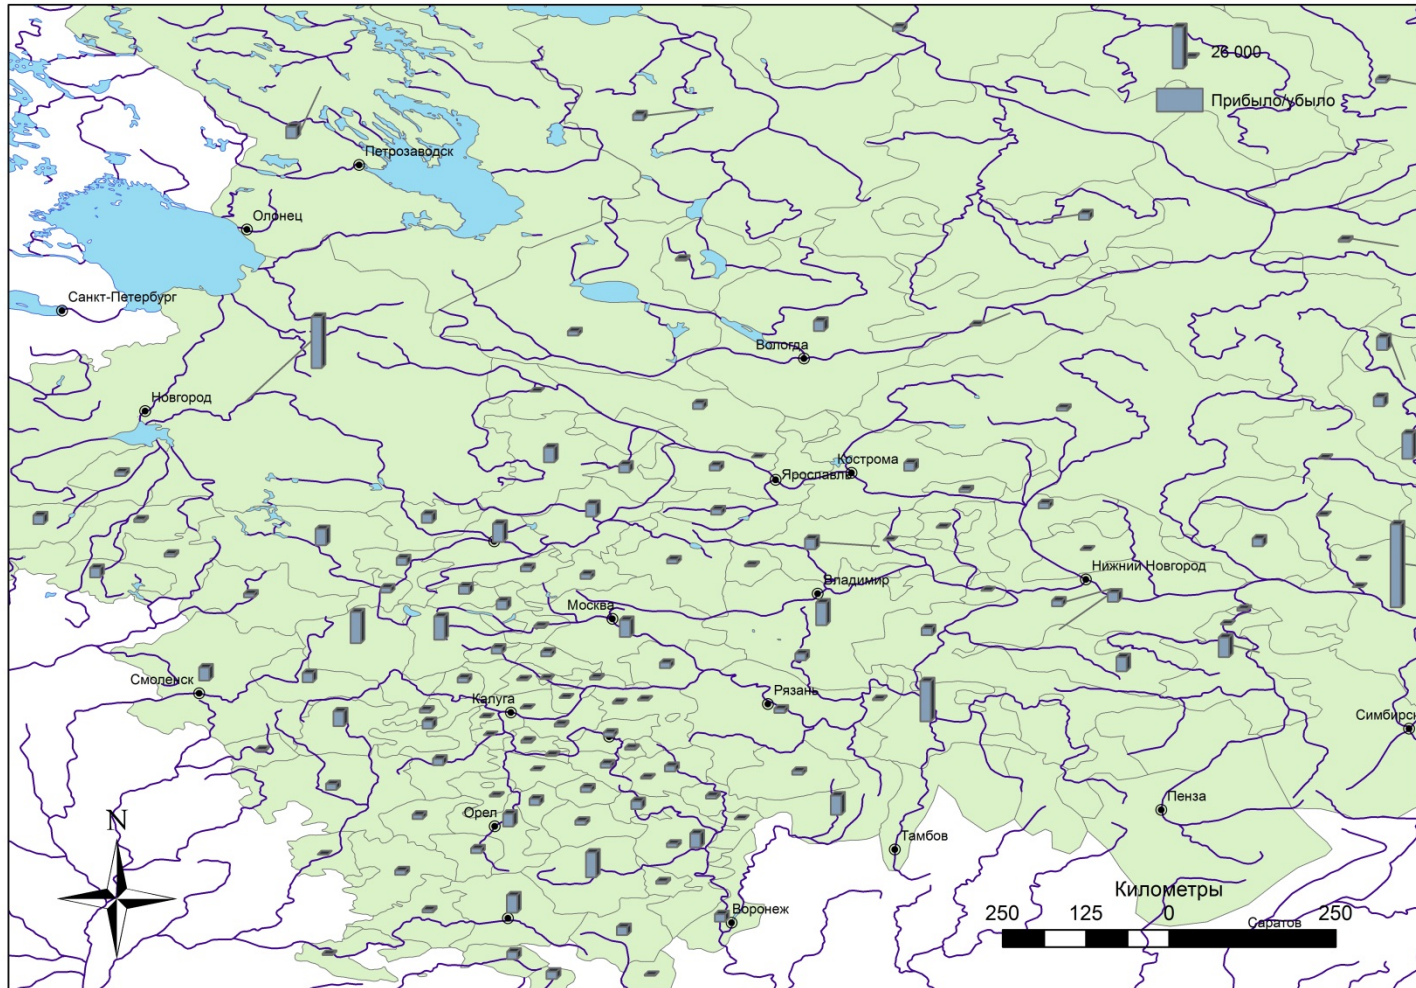 26 000
Прибыло/убыло
Петрозаводск
Олонец
Санкт-Петербург
Вологда
Новгород
Кострома
Ярославль
Нижний Новгород
Владимир
Москва
Смоленск
Рязань
Калуга
Симбирск
Пенза
N
Орел
Тамбов
Километры
Воронеж
250 125 0 250
Саратов